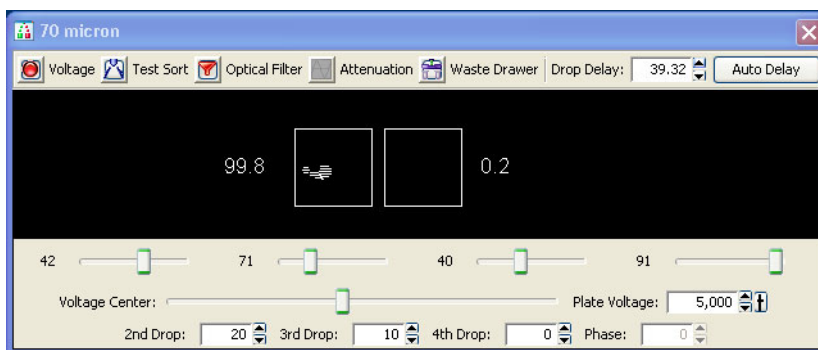 70 micron
Voltage Test Sort Optical Filter Attenuation Waste Drawer Drop Delay: 39.32 Auto Delay
99.8 0.2
42 71 40 91
Voltage Center: Plate Voltage: 5,000
2nd Drop: 20 3rd Drop: 10 4th Drop: 0 Phase: 0